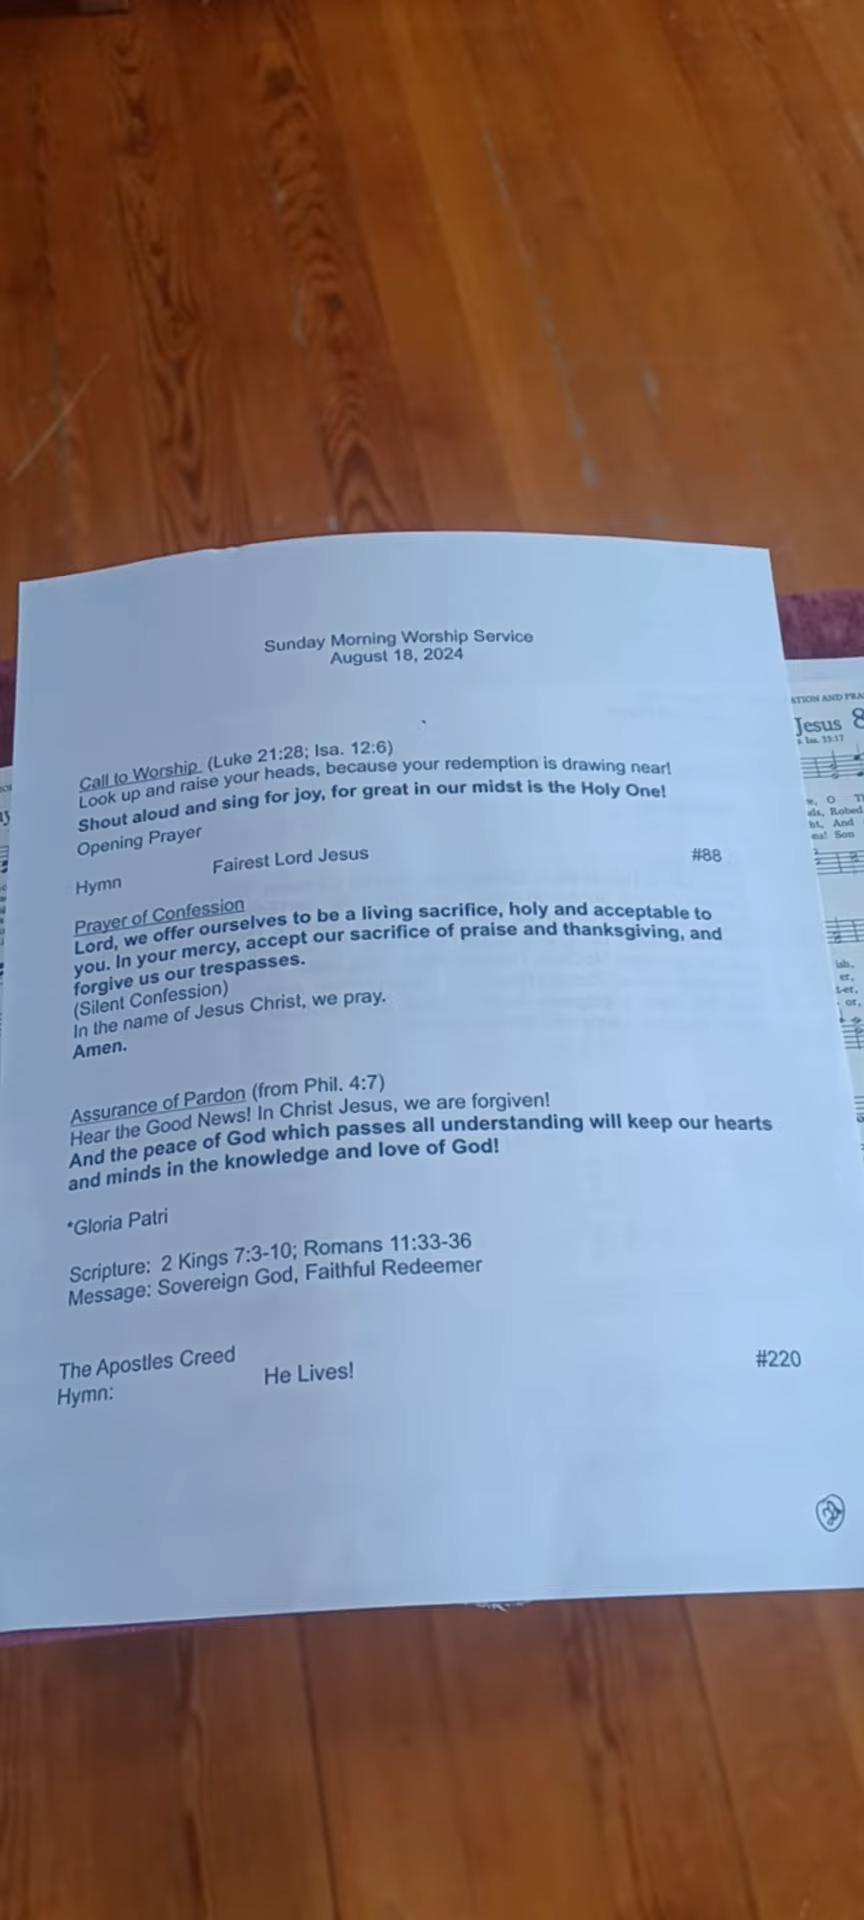 Sunday Morning Worship Service
August 18, 2024
Call to Worship (Luke 21:28; Isa. 12:6)
Look up and raise your heads, because your redemption is drawing near!
Shout aloud and sing for joy, for great in our midst is the Holy One!
Opening Prayer
Hymn Fairest Lord Jesus #88
Prayer of Confession
Lord, we offer ourselves to be a living sacrifice, holy and acceptable to
you. In your mercy, accept our sacrifice of praise and thanksgiving, and
forgive us our trespasses.
(Silent Confession)
In the name of Jesus Christ, we pray.
Amen.
Assurance of Pardon (from Phil. 4:7)
Hear the Good News! In Christ Jesus, we are forgiven!
And the peace of God which passes all understanding will keep our hearts
and minds in the knowledge and love of God!
*Gloria Patri
Scripture: 2 Kings 7:3-10; Romans 11:33-36
Message: Sovereign God, Faithful Redeemer
The Apostles Creed
Hymn: He Lives! #220
Jesus 8
Robed
And
Son